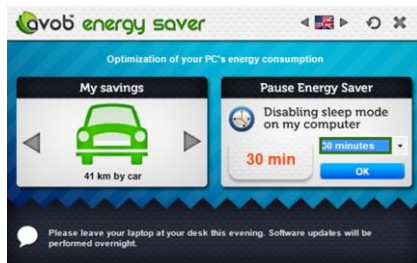 avob energy saver
Optimization of your PC's energy consumption
My savings
41 km by car
Pause Energy Saver
Disabling sleep mode
on my computer
30 minutes
30 min
OK
Please leave your laptop at your desk this evening. Software updates will be
performed overnight.